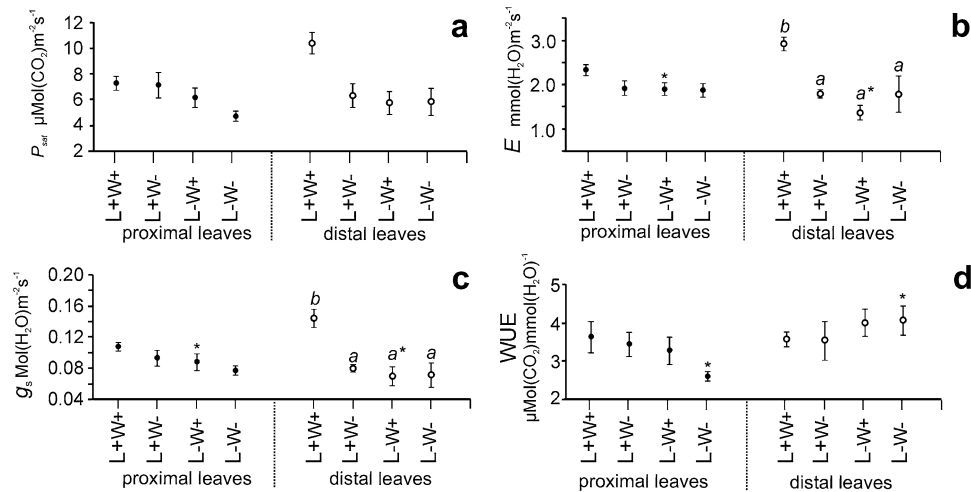 a
P sat µMol(CO₂)m⁻²s⁻¹
12
10
8
6
4
2
L+W+ L+W- L-W+ L-W- L+W+ L+W- L-W+ L-W-
proximal leaves distal leaves
b
E mmol(H₂O)m⁻²s⁻¹
3.0
2.0
1.0
* b a a* a
L+W+ L+W- L-W+ L-W- L+W+ L+W- L-W+ L-W-
proximal leaves distal leaves
c
gs Mol(H₂O)m⁻²s⁻¹
0.20
0.16
0.12
0.08
0.04
* b a a* a
L+W+ L+W- L-W+ L-W- L+W+ L+W- L-W+ L-W-
proximal leaves distal leaves
d
WUE
µMol(CO₂)mmol(H₂O)⁻¹
5
4
3
2
* *
L+W+ L+W- L-W+ L-W- L+W+ L+W- L-W+ L-W-
proximal leaves distal leaves